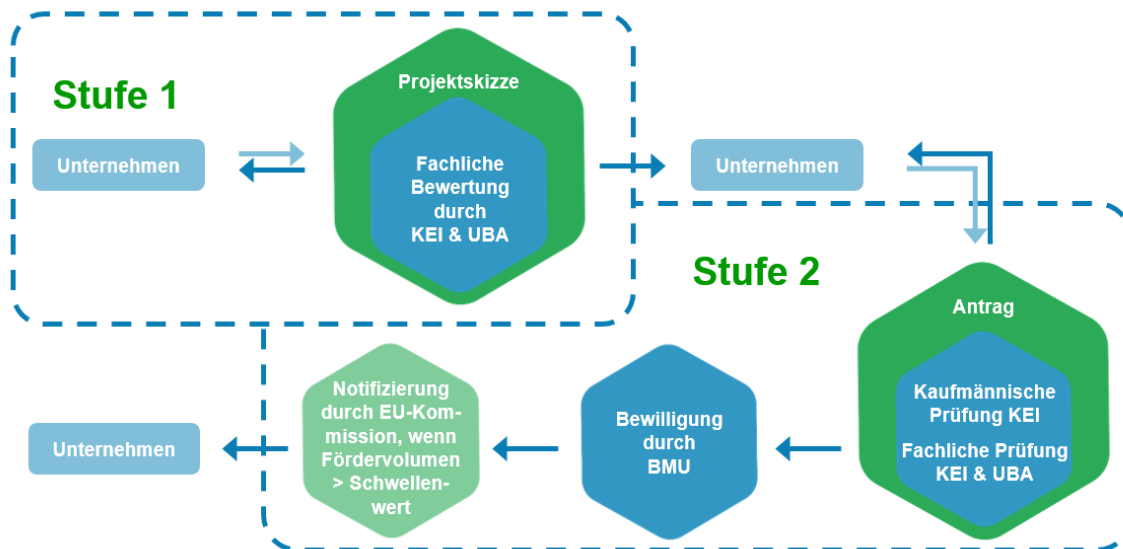 Stufe 1
Projektskizze
Unternehmen
Fachliche
Bewertung
durch
KEI & UBA
Unternehmen
Stufe 2
Antrag
Kaufmännische
Prüfung KEI
Fachliche Prüfung
KEI & UBA
Bewilligung
durch
BMU
Notifizierung
durch EU-Kom-
mission, wenn
Fördervolumen
> Schwellen-
wert
Unternehmen